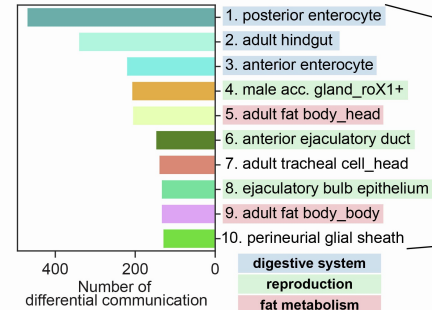 1. posterior enterocyte
2. adult hindgut
3. anterior enterocyte
4. male acc. gland_roX1+
5. adult fat body_head
6. anterior ejaculatory duct
7. adult tracheal cell_head
8. ejaculatory bulb epithelium
9. adult fat body_body
10. perineurial glial sheath
400 200 0
Number of
differential communication
digestive system
reproduction
fat metabolism